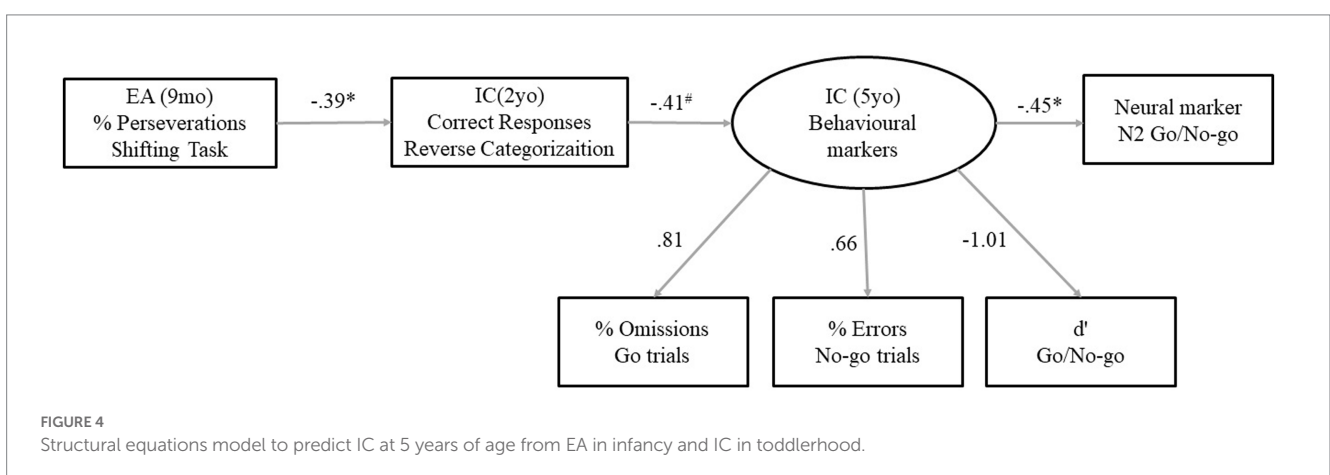 EA (9mo)
% Perseverations
Shifting Task
-.39*
IC(2yo)
Correct Responses
Reverse Categorizaition
-.41#
IC (5yo)
Behavioural
markers
-.45*
Neural marker
N2 Go/No-go
.81
.66
-1.01
% Omissions
Go trials
% Errors
No-go trials
d'
Go/No-go
FIGURE 4
Structural equations model to predict IC at 5 years of age from EA in infancy and IC in toddlerhood.